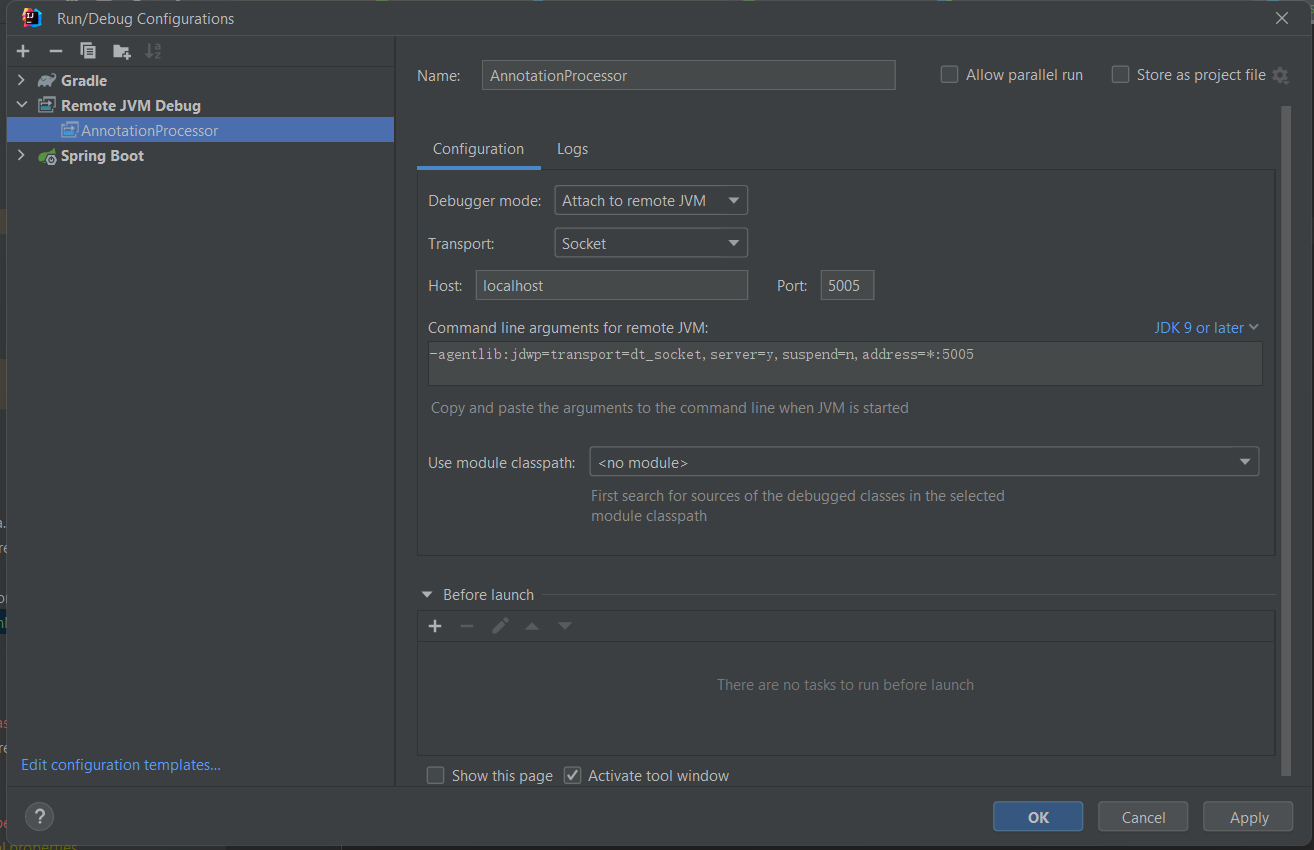 Run/Debug Configurations
Gradle
Remote JVM Debug
AnnotationProcessor
Spring Boot
Edit configuration templates...
Name: AnnotationProcessor
Allow parallel run
Store as project file
Configuration Logs
Debugger mode: Attach to remote JVM
Transport: Socket
Host: localhost Port: 5005
Command line arguments for remote JVM: JDK 9 or later
-agentlib:jdwp=transport=dt_socket,server=y,suspend=n,address=*:5005
Copy and paste the arguments to the command line when JVM is started
Use module classpath: <no module>
First search for sources of the debugged classes in the selected
module classpath
Before launch
There are no tasks to run before launch
Show this page Activate tool window
? OK Cancel Apply